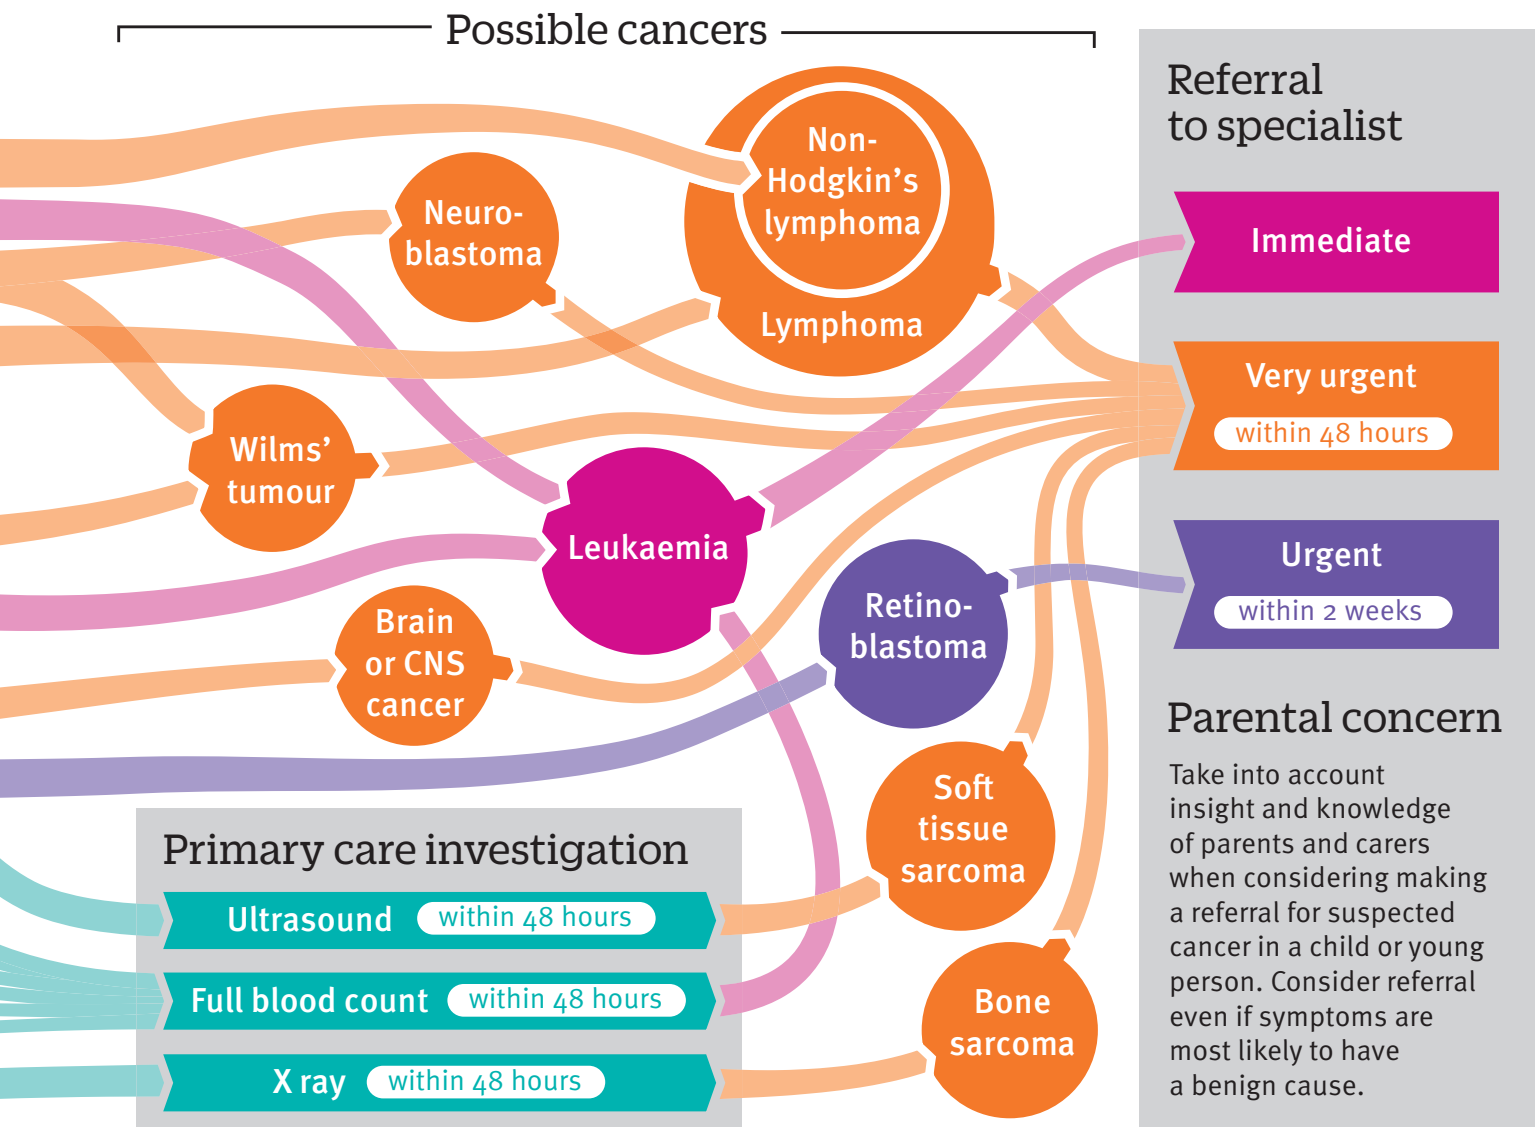 Possible cancers
Non-
Hodgkin's
lymphoma
Lymphoma
Neuro-
blastoma
Wilms'
tumour
Leukaemia
Brain
or CNS
cancer
Retino-
blastoma
Soft
tissue
sarcoma
Bone
sarcoma
Primary care investigation
Ultrasound within 48 hours
Full blood count within 48 hours
X ray within 48 hours
Referral
to specialist
Immediate
Very urgent
within 48 hours
Urgent
within 2 weeks
Parental concern
Take into account
insight and knowledge
of parents and carers
when considering making
a referral for suspected
cancer in a child or young
person. Consider referral
even if symptoms are
most likely to have
a benign cause.